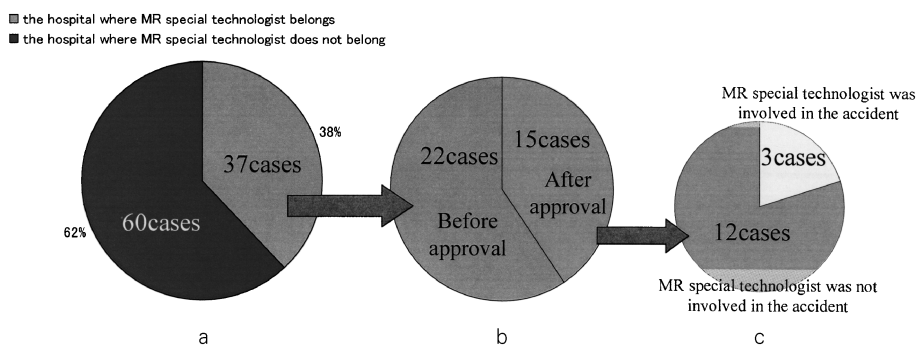 the hospital where MR special technologist belongs
the hospital where MR special technologist does not belong
MR special technologist was
involved in the accident
38%
37cases
3cases
22cases
15cases
After
approval
60cases
62%
Before
approval
12cases
MR special technologist was not
involved in the accident
a
b
c